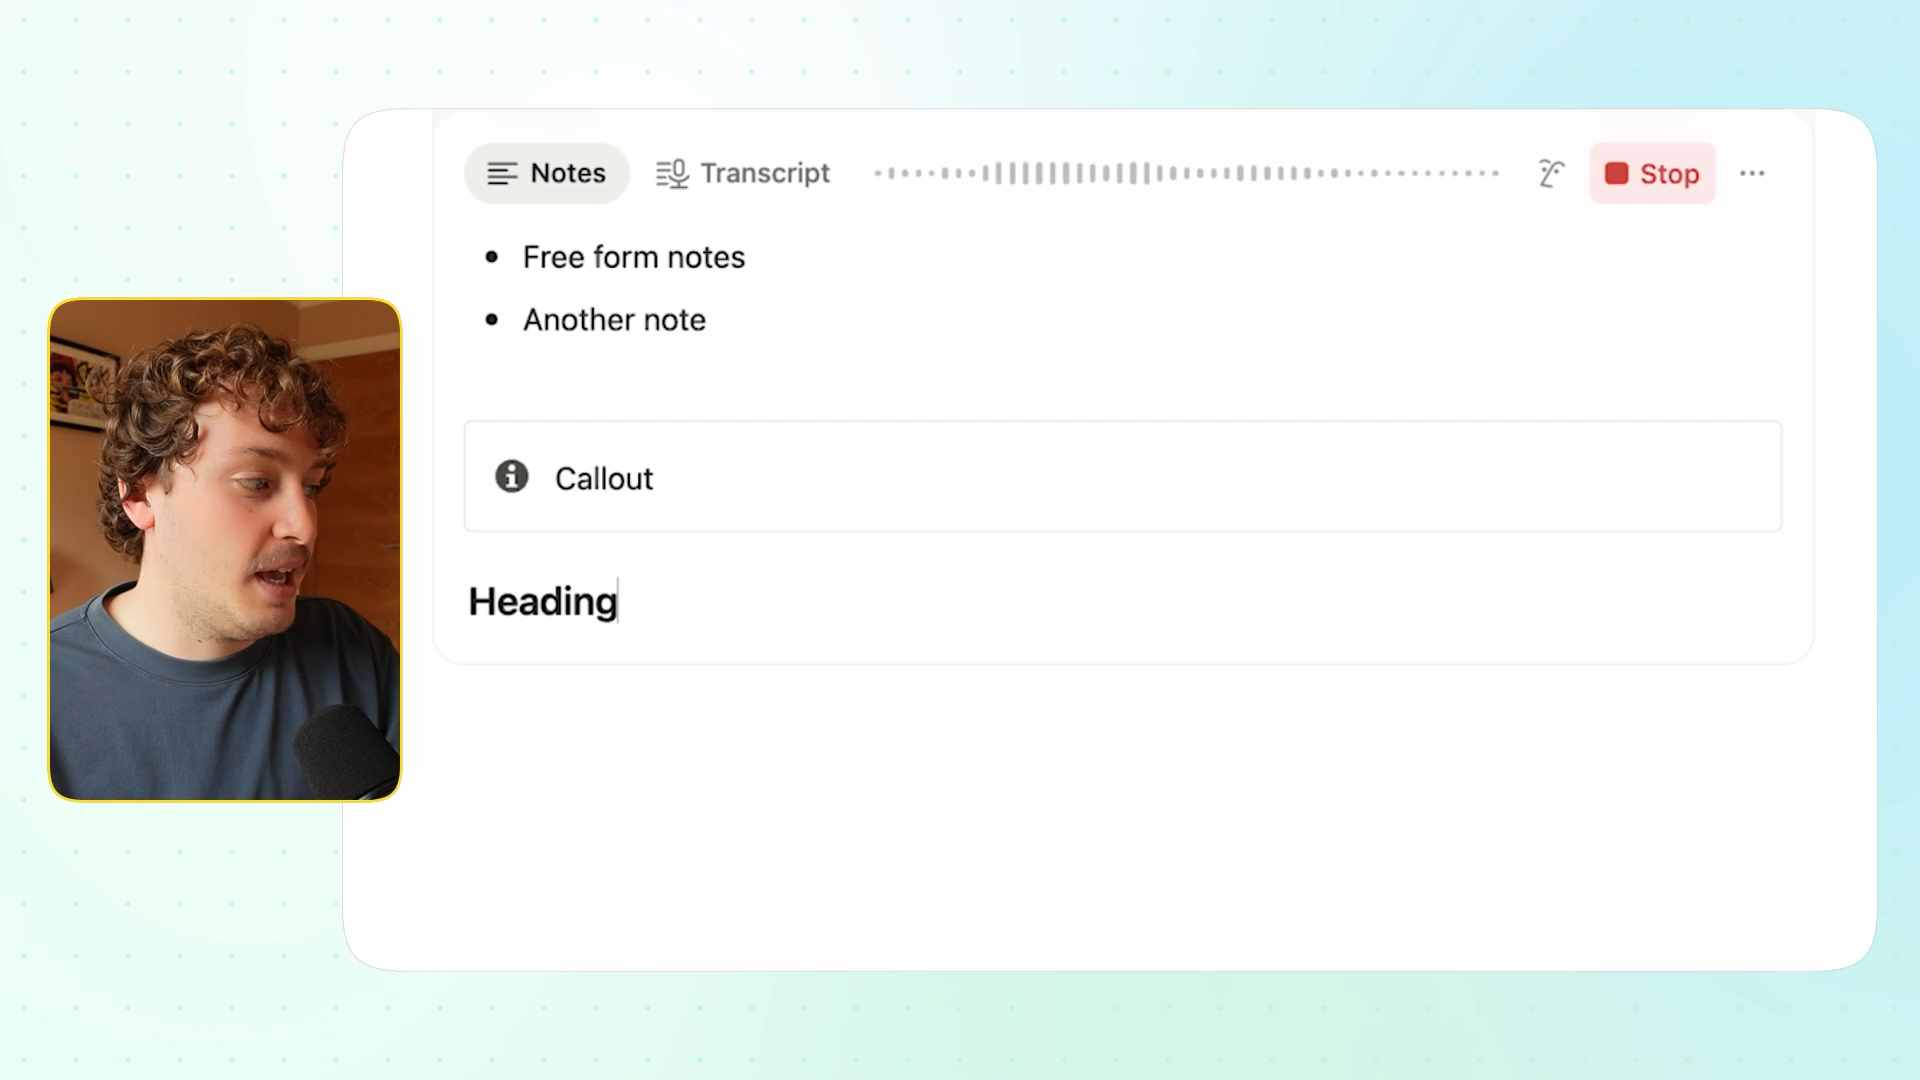 Notes Transcript Stop
Free form notes
Another note
Callout
Heading